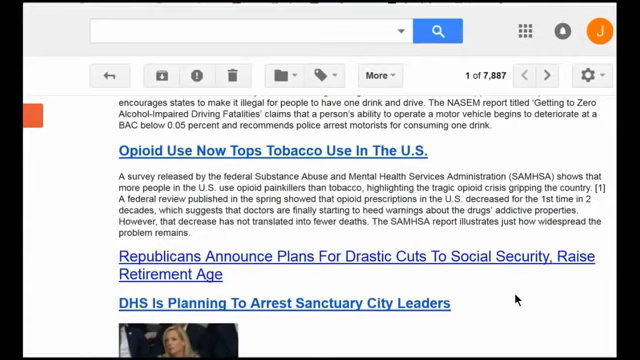 J
More
1 of 7,887
encourages states to make it illegal for people to have one drink and drive. The NASEM report titled 'Getting to Zero
Alcohol-Impaired Driving Fatalities' claims that a person's ability to operate a motor vehicle begins to deteriorate at a
BAC below 0.05 percent and recommends police arrest motorists for consuming one drink.
Opioid Use Now Tops Tobacco Use In The U.S.
A survey released by the federal Substance Abuse and Mental Health Services Administration (SAMHSA) shows that
more people in the U.S. use opioid painkillers than tobacco, highlighting the tragic opioid crisis gripping the country. [1]
A federal review published in the spring showed that opioid prescriptions in the U.S. decreased for the 1st time in 2
decades, which suggests that doctors are finally starting to heed warnings about the drugs' addictive properties.
However, that decrease has not translated into fewer deaths. The SAMHSA report illustrates just how widespread the
problem remains.
Republicans Announce Plans For Drastic Cuts To Social Security, Raise
Retirement Age
DHS Is Planning To Arrest Sanctuary City Leaders